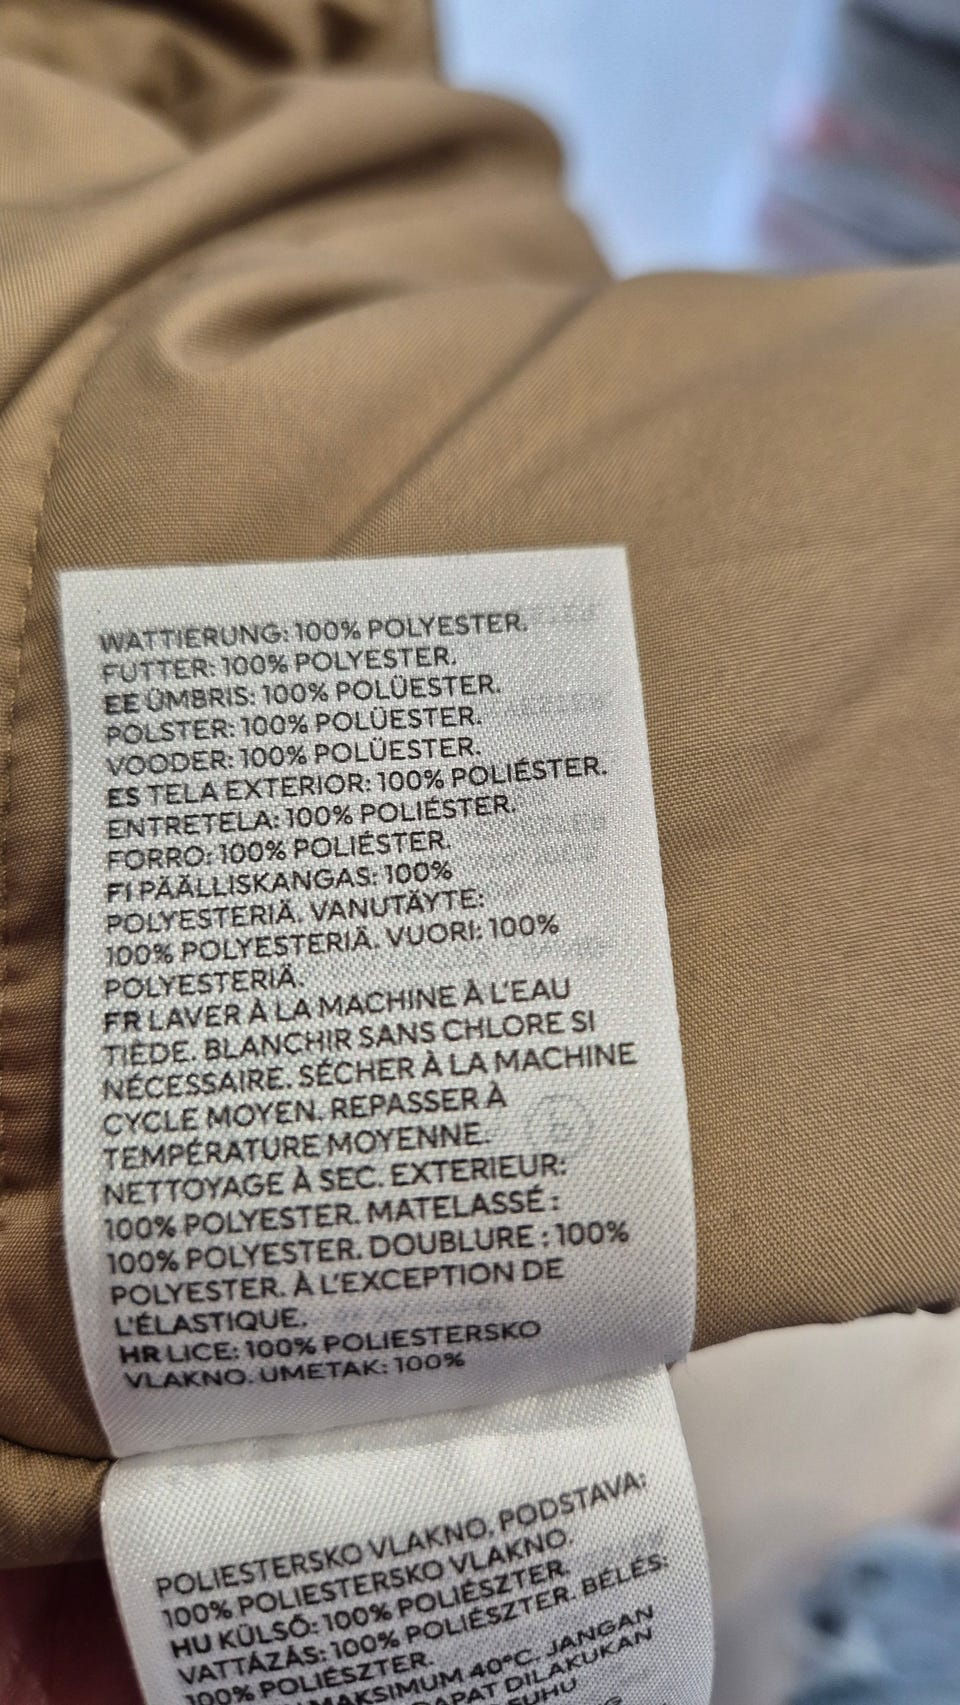 WATTIERUNG: 100% POLYESTER.
FUTTER: 100% POLYESTER.
EE ÜMBRIS: 100% POLÜESTER.
POLSTER: 100% POLÜESTER.
VOODER: 100% POLÜESTER.
ES TELA EXTERIOR: 100% POLIÉSTER.
ENTRETELA: 100% POLIÉSTER.
FORRO: 100% POLIÉSTER.
FI PÄÄLLISKANGAS: 100%
POLYESTERIÄ. VANUTÄYTE:
100% POLYESTERIÄ. VUORI: 100%
POLYESTERIÄ.
FR LAVER À LA MACHINE À L'EAU
TIÈDE. BLANCHIR SANS CHLORE SI
NÉCESSAIRE. SÉCHER À LA MACHINE
CYCLE MOYEN. REPASSER À
TEMPÉRATURE MOYENNE.
NETTOYAGE À SEC. EXTERIEUR:
100% POLYESTER. MATELASSÉ :
100% POLYESTER. DOUBLURE : 100%
POLYESTER. À L'EXCEPTION DE
L'ÉLASTIQUE.
HR LICE: 100% POLIESTERSKO
VLAKNO. UMETAK: 100%
POLIESTERSKO VLAKNO. PODSTAVA:
100% POLIESTERSKO VLAKNO.
HU KÜLSŐ: 100% POLIÉSZTER.
VATTÁZÁS: 100% POLIÉSZTER. BÉLÉS:
100% POLIÉSZTER.
MAKSIMUM 40°C. JANGAN
DAPAT DILAKUKAN
SUHU